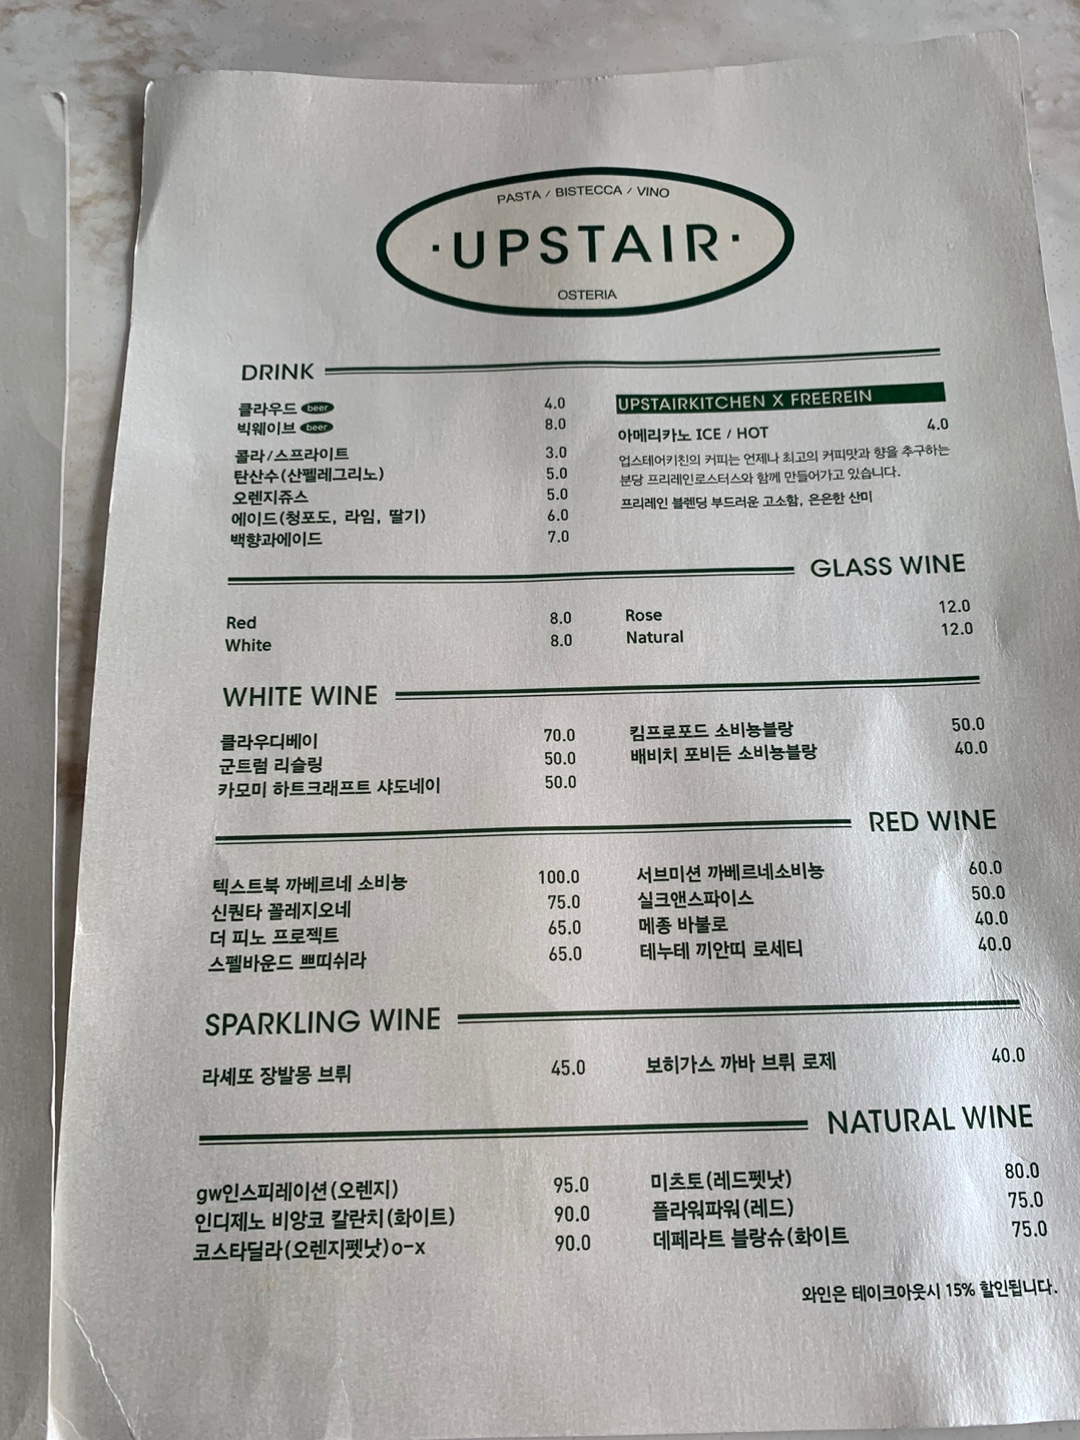 PASTA / BISTECCA / VINO
·UPSTAIR·
OSTERIA
DRINK
클라우드 beer 4.0
빅웨이브 beer 8.0
콜라/스프라이트 3.0
탄산수(산펠레그리노) 5.0
오렌지쥬스 5.0
에이드(청포도, 라임, 딸기) 6.0
백향과에이드 7.0
UPSTAIRKITCHEN X FREEREIN
아메리카노 ICE / HOT 4.0
업스테어키친의 커피는 언제나 최고의 커피맛과 향을 추구하는
분당 프리레인로스터스와 함께 만들어가고 있습니다.
프리레인 블렌딩 부드러운 고소함, 은은한 산미
GLASS WINE
Red 8.0
White 8.0
Rose 12.0
Natural 12.0
WHITE WINE
클라우디베이 70.0
군트럼 리슬링 50.0
카모미 하트크래프트 샤도네이 50.0
킴프로포드 소비뇽블랑 50.0
배비치 포비든 소비뇽블랑 40.0
RED WINE
텍스트북 까베르네 소비뇽 100.0
신퀀타 꼴레지오네 75.0
더 피노 프로젝트 65.0
스펠바운드 쁘띠쉬라 65.0
서브미션 까베르네소비뇽 60.0
실크앤스파이스 50.0
메종 바불로 40.0
테누테 끼안띠 로세티 40.0
SPARKLING WINE
라셰또 장발몽 브뤼 45.0
보히가스 까바 브뤼 로제 40.0
NATURAL WINE
gw인스피레이션(오렌지) 95.0
인디제노 비앙코 칼란치(화이트) 90.0
코스타딜라(오렌지펫낫)o-x 90.0
미츠토(레드펫낫) 80.0
플라워파워(레드) 75.0
데페라트 블랑슈(화이트 75.0
와인은 테이크아웃시 15% 할인됩니다.